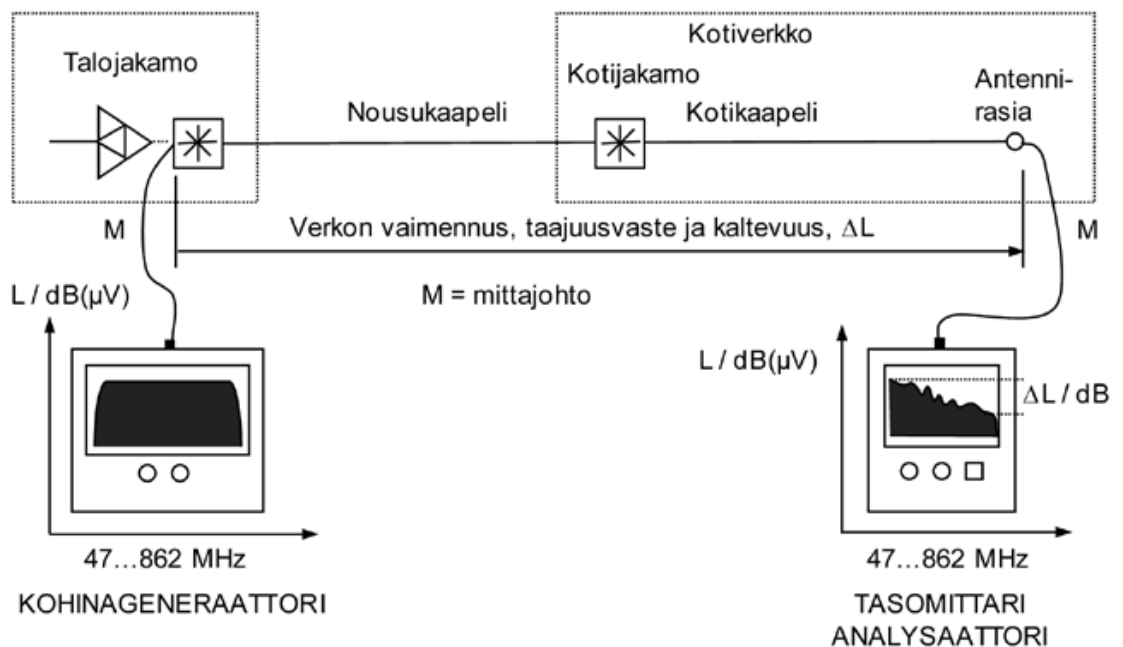 Kotiverkko
Talojakamo
Kotijakamo
Antenni-
rasia
Nousukaapeli
Kotikaapeli
M
Verkon vaimennus, taajuusvaste ja kaltevuus, ΔL
M
L / dB(µV)
M = mittajohto
L / dB(µV)
ΔL / dB
47...862 MHz
47...862 MHz
KOHINAGENERAATTORI
TASOMITTARI
ANALYSAATTORI